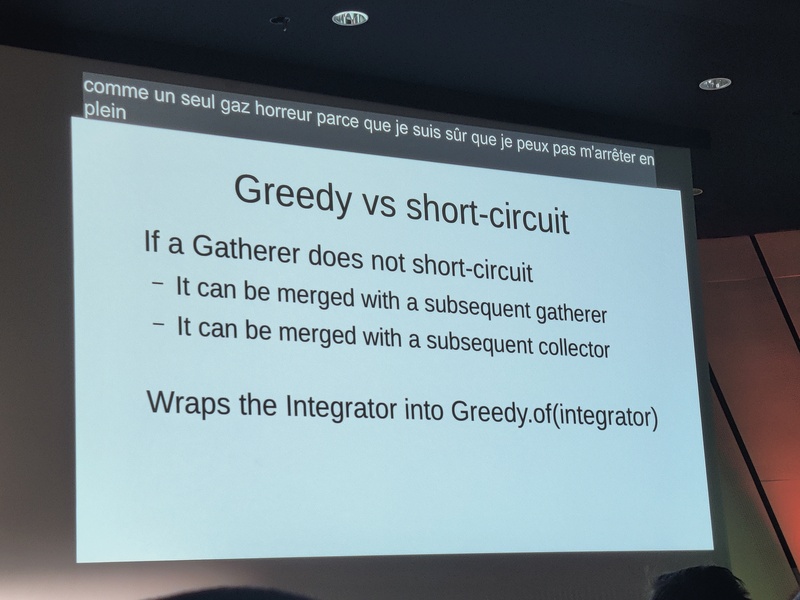 comme un seul gaz horreur parce que je suis sûr que je peux pas m'arrêter en
plein
Greedy vs short-circuit
If a Gatherer does not short-circuit
– It can be merged with a subsequent gatherer
– It can be merged with a subsequent collector
Wraps the Integrator into Greedy.of(integrator)